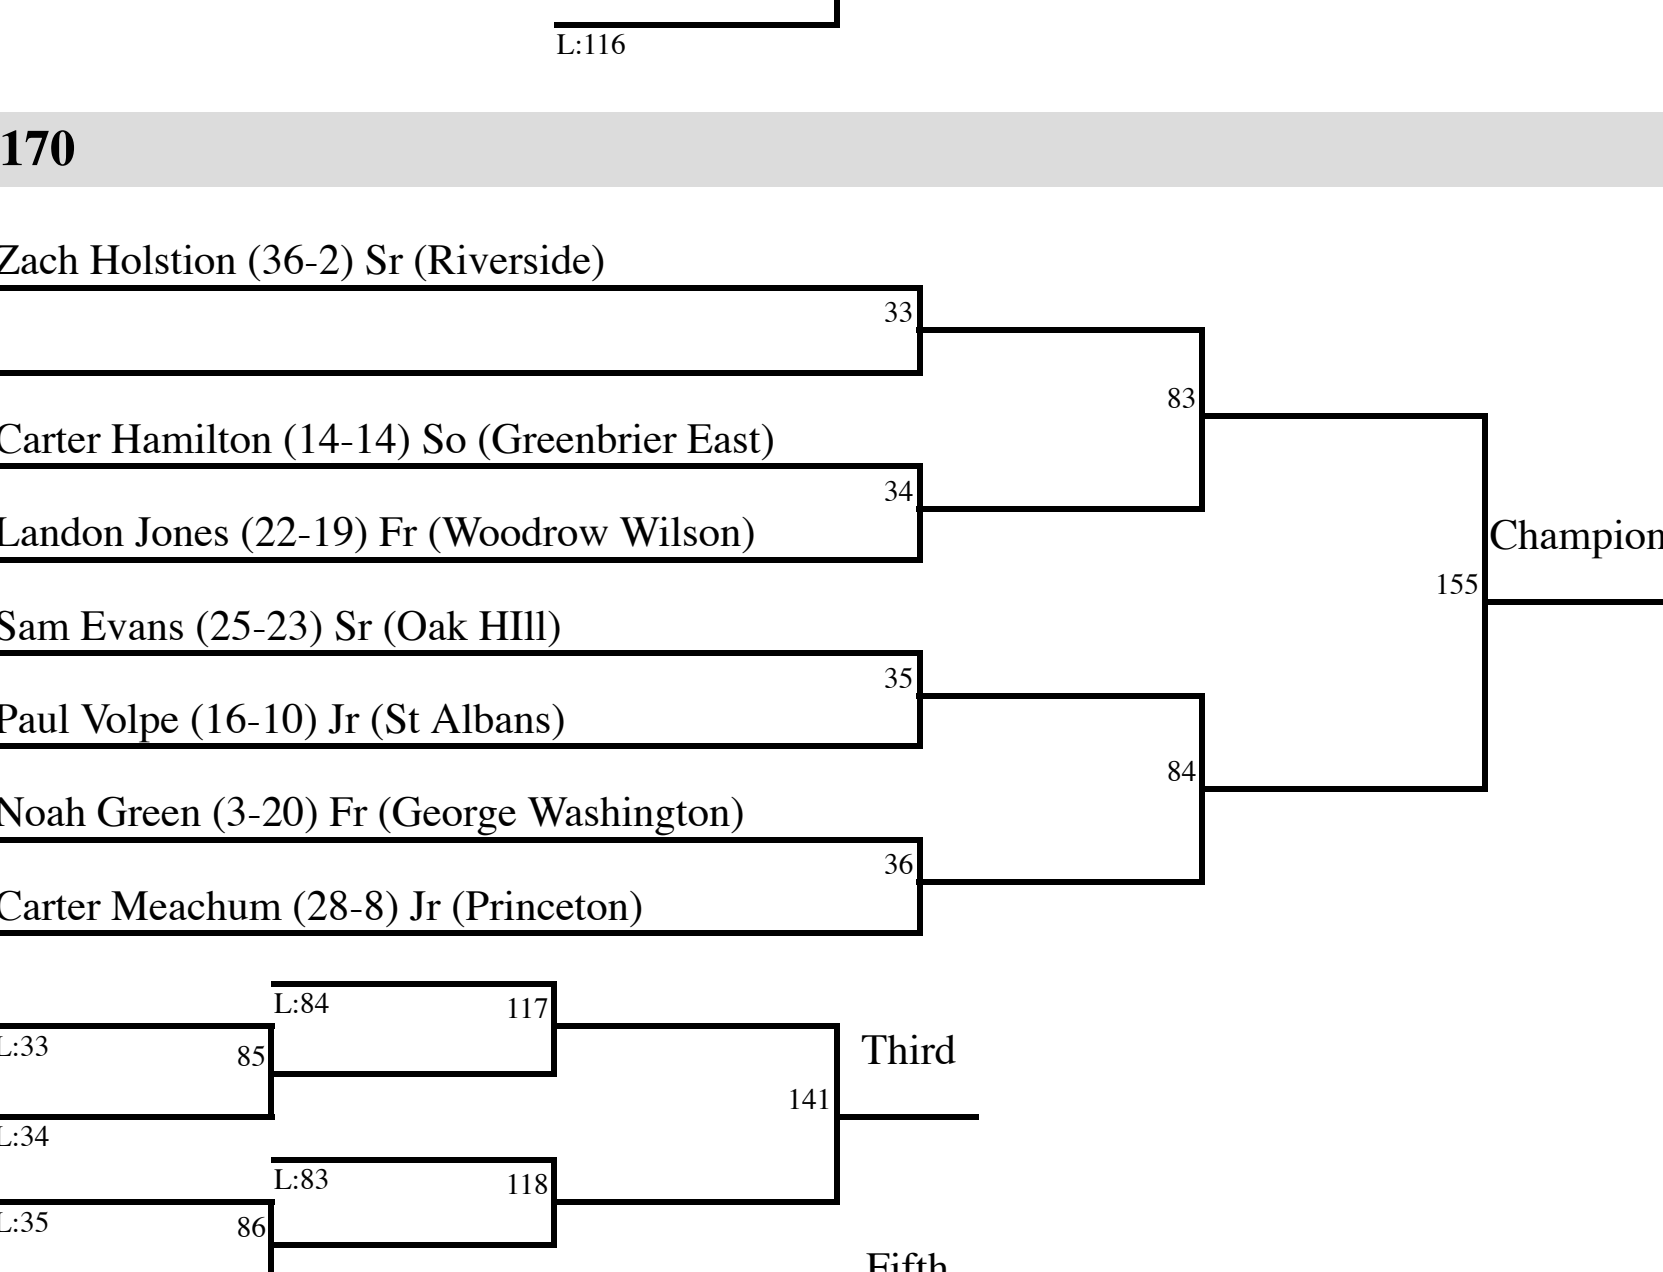 L:116
170
Zach Holstion (36-2) Sr (Riverside)
33
83
Carter Hamilton (14-14) So (Greenbrier East)
34
Landon Jones (22-19) Fr (Woodrow Wilson)
Champion
155
Sam Evans (25-23) Sr (Oak HIll)
35
Paul Volpe (16-10) Jr (St Albans)
84
Noah Green (3-20) Fr (George Washington)
36
Carter Meachum (28-8) Jr (Princeton)
L:84
117
L:33
85
Third
141
L:34
L:83
118
L:35
86
Fifth